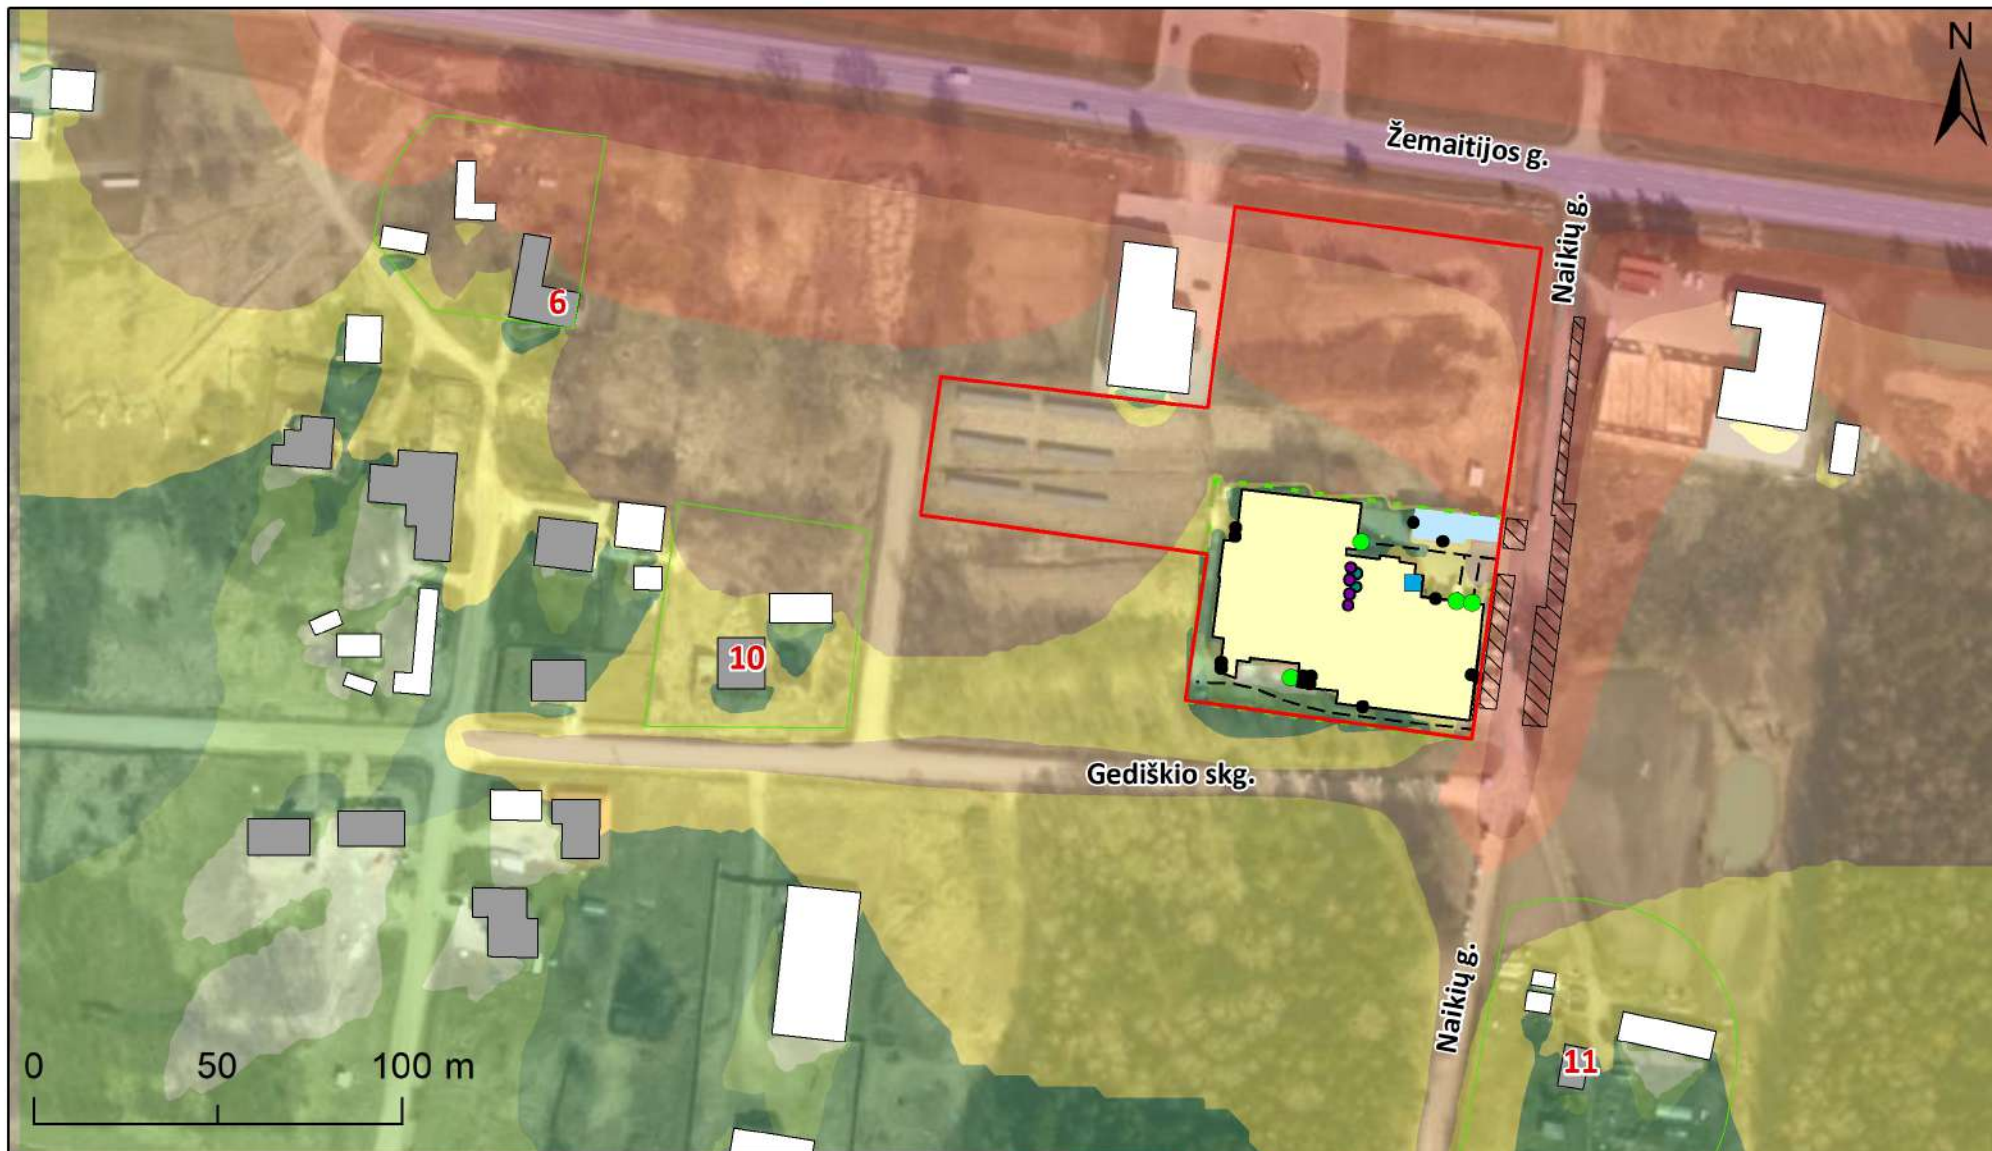 N
Žemaitijos g.
Naikių g.
6
10
Gediškio skg.
Naikių g.
11
0 50 100 m